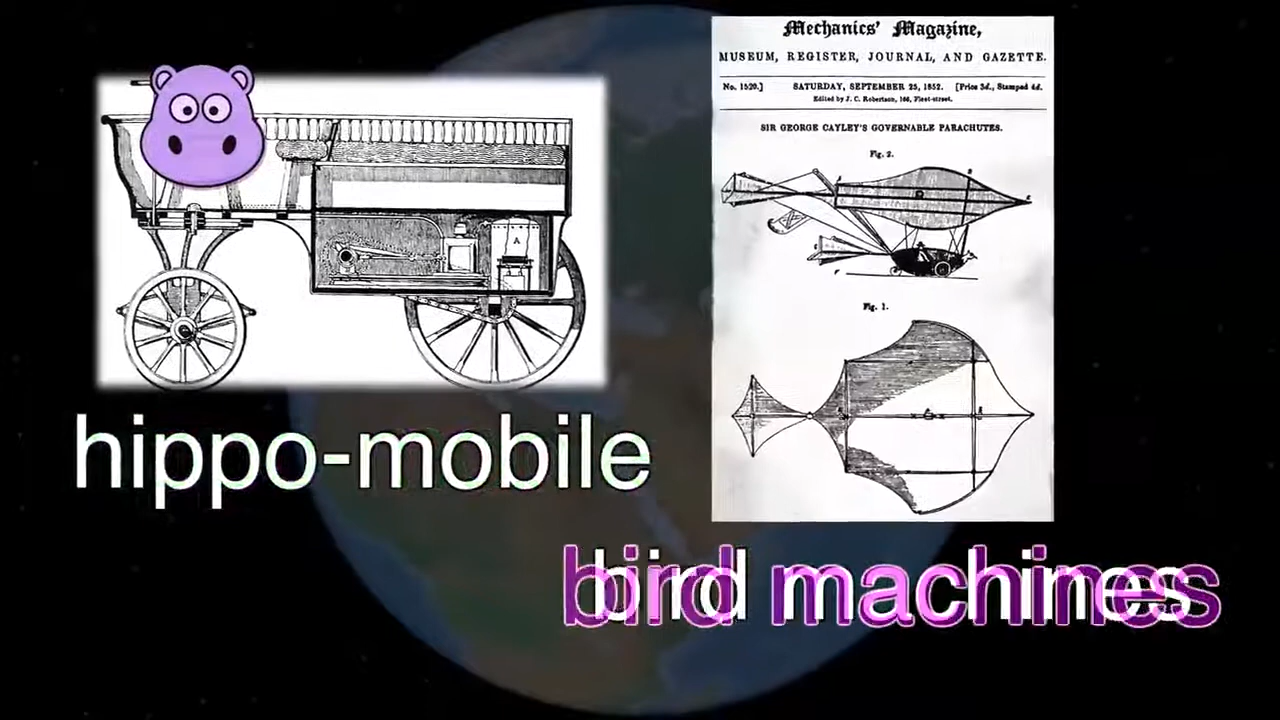 Mechanics' Magazine,
MUSEUM, REGISTER, JOURNAL, AND GAZETTE.
No. 1520.] SATURDAY, SEPTEMBER 25, 1852. [Price 3d., Stamped 4d.
Edited by J. C. Robertson, 166, Fleet-street.
SIR GEORGE CAYLEY'S GOVERNABLE PARACHUTES.
Fig. 2.
Fig. 1.
A
hippo-mobile
bird machines